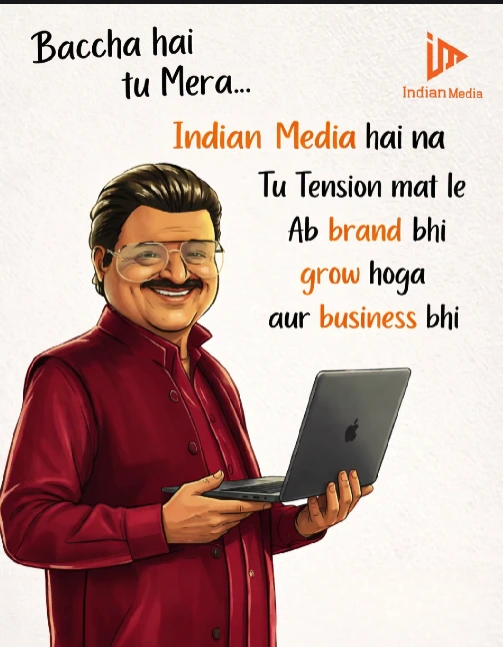 Baccha hai
tu Mera...
Indian Media
Indian Media hai na
Tu Tension mat le
Ab brand bhi
grow hoga
aur business bhi